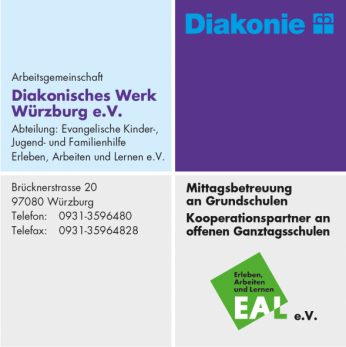 Diakonie
Arbeitsgemeinschaft
Diakonisches Werk
Würzburg e.V.
Abteilung: Evangelische Kinder-,
Jugend- und Familienhilfe
Erleben, Arbeiten und Lernen e.V.
Brücknerstrasse 20
97080 Würzburg
Telefon: 0931-3596480
Telefax: 0931-35964828
Mittagsbetreuung
an Grundschulen
Kooperationspartner an
offenen Ganztagsschulen
Erleben,
Arbeiten
und Lernen
EAL e.V.